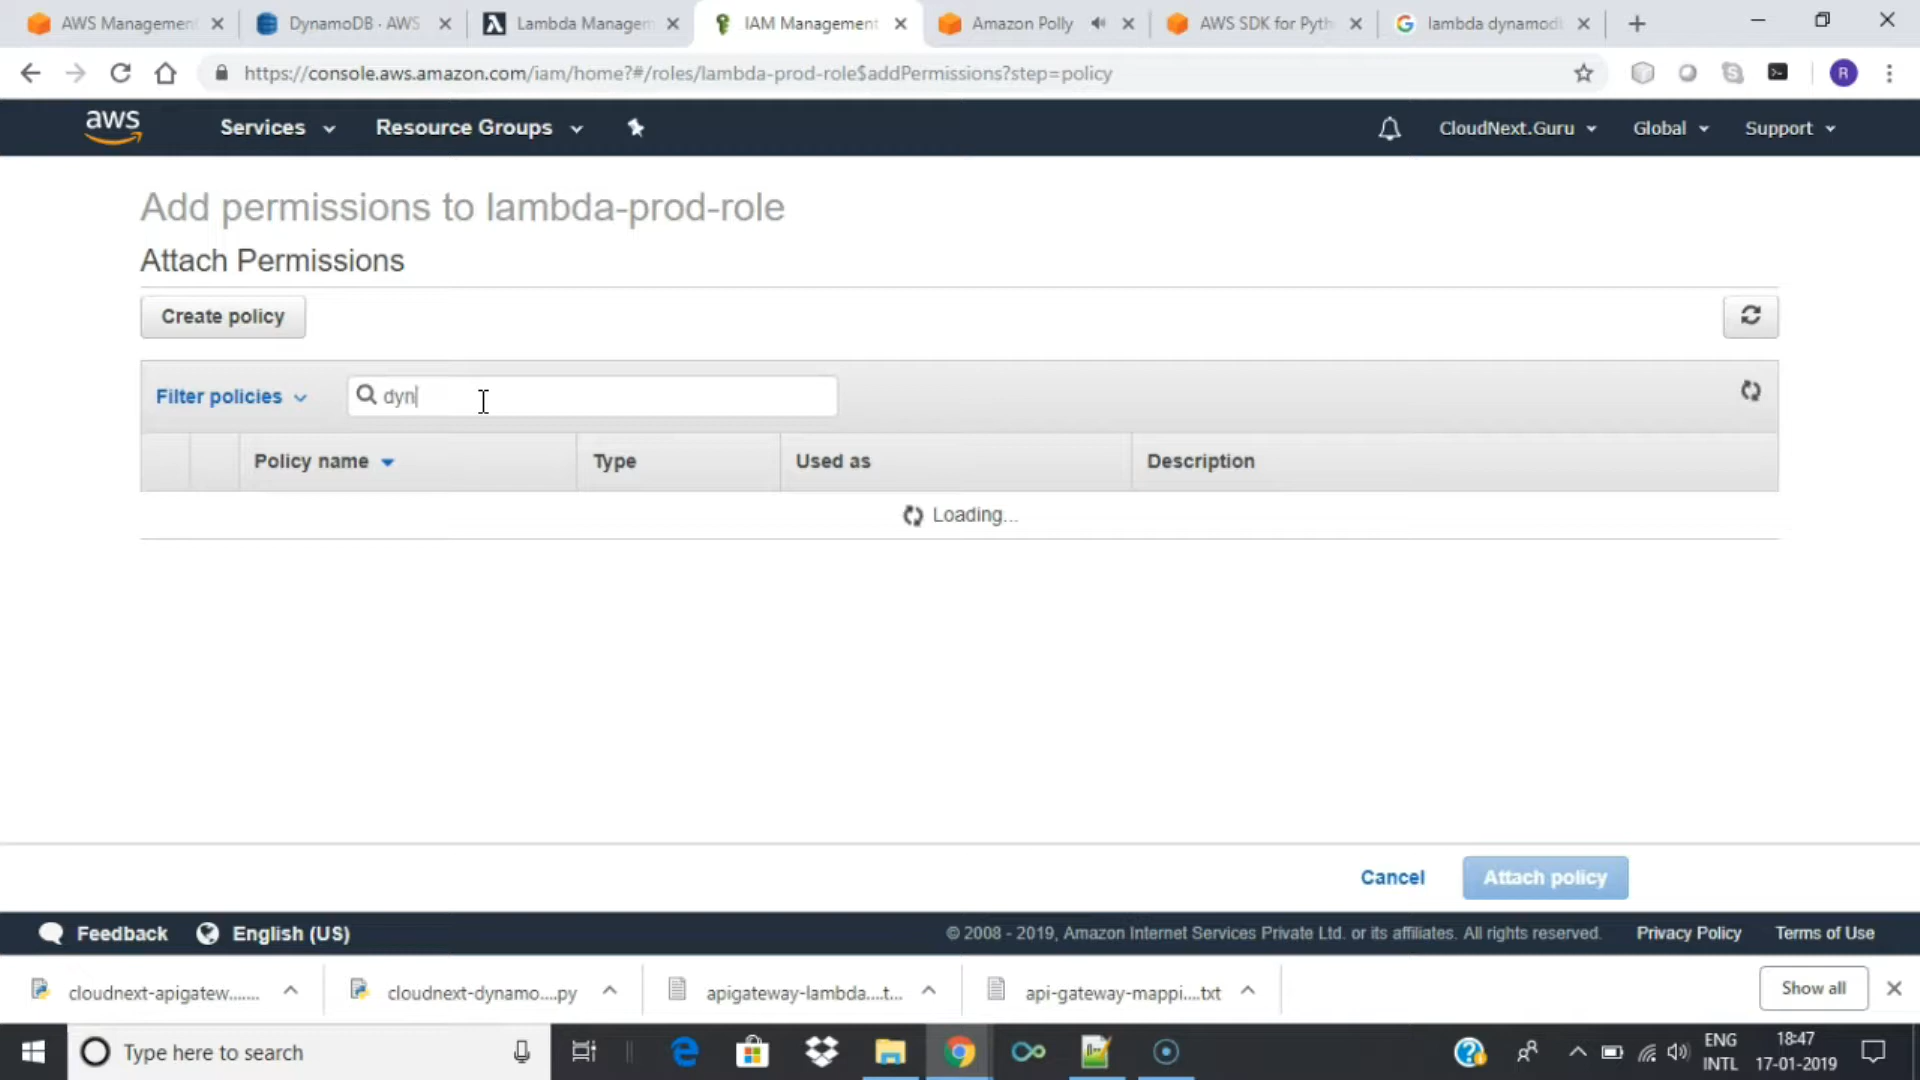 AWS Management
DynamoDB · AWS
Lambda Managem
IAM Management
Amazon Polly
AWS SDK for Pyth
lambda dynamodb
https://console.aws.amazon.com/iam/home?#/roles/lambda-prod-role$addPermissions?step=policy
R
aws
Services
Resource Groups
CloudNext.Guru
Global
Support
Add permissions to lambda-prod-role
Attach Permissions
Create policy
Filter policies
dyn
Policy name
Type
Used as
Description
Loading...
Cancel
Attach policy
Feedback
English (US)
© 2008 - 2019, Amazon Internet Services Private Ltd. or its affiliates. All rights reserved.
Privacy Policy
Terms of Use
cloudnext-apigatew.......
cloudnext-dynamo....py
apigateway-lambda....t...
api-gateway-mappi....txt
Show all
Type here to search
ENG
INTL
18:47
17-01-2019